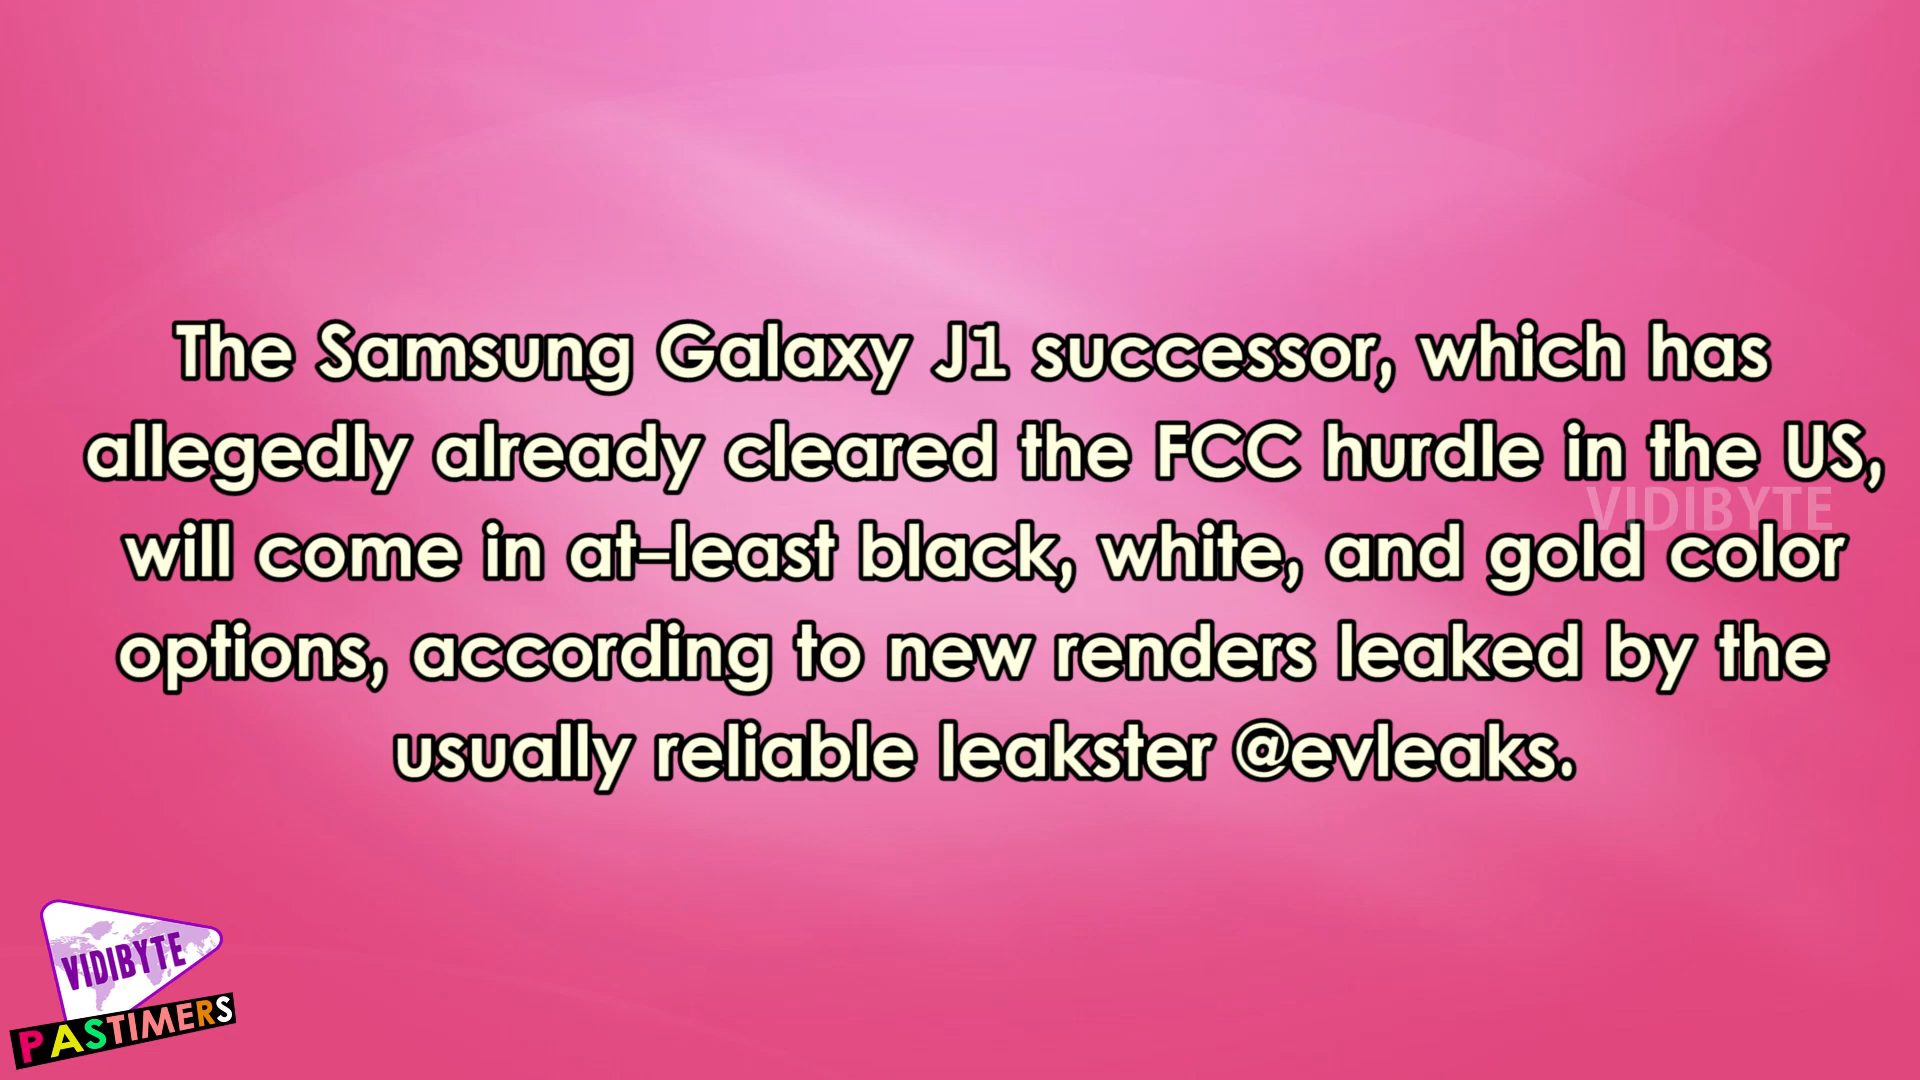 The Samsung Galaxy J1 successor, which has
allegedly already cleared the FCC hurdle in the US,
VIDIBYTE
will come in at-least black, white, and gold color
options, according to new renders leaked by the
usually reliable leakster @evleaks.
VIDIBYTE
PASTIMERS